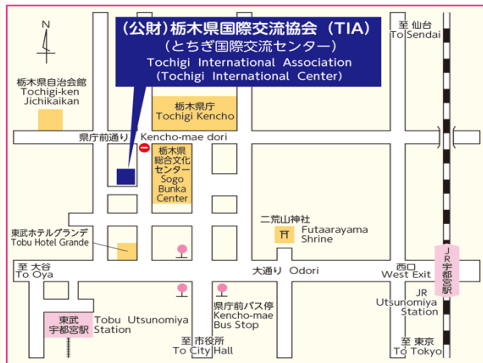 (公財)栃木県国際交流協会(TIA)
(とちぎ国際交流センター)
Tochigi International Association
(Tochigi International Center)
至 仙台
To Sendai
N
栃木県自治会館
Tochigi-ken
Jichikaikan
栃木県庁
Tochigi Kencho
県庁前通り Kencho-mae dori
栃木県
総合文化
センター
Sogo
Bunka
Center
二荒山神社
Futaarayama
Shrine
東武ホテルグランデ
Tobu Hotel Grande
至 大谷
To Oya
大通り Odori
西口
West Exit
JR宇都宮駅
JR
Utsunomiya
Station
県庁前バス停
Kencho-mae
Bus Stop
東武
宇都宮駅
Tobu Utsunomiya
Station
至 市役所
To City Hall
至 東京
To Tokyo